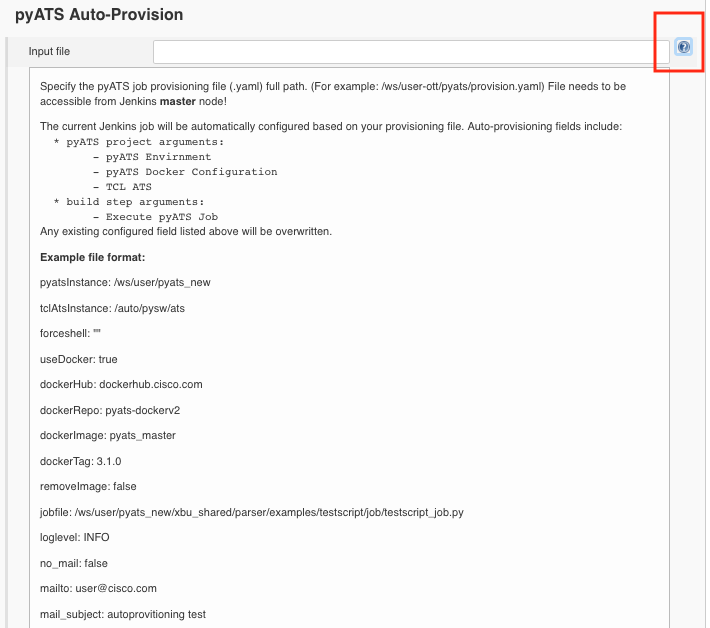 pyATS Auto-Provision
Input file
Specify the pyATS job provisioning file (.yaml) full path. (For example: /ws/user-ott/pyats/provision.yaml) File needs to be
accessible from Jenkins master node!
The current Jenkins job will be automatically configured based on your provisioning file. Auto-provisioning fields include:
* pyATS project arguments:
- pyATS Envirnment
- pyATS Docker Configuration
- TCL ATS
* build step arguments:
- Execute pyATS Job
Any existing configured field listed above will be overwritten.
Example file format:
pyatsInstance: /ws/user/pyats_new
tclAtsInstance: /auto/pysw/ats
forceshell: ""
useDocker: true
dockerHub: dockerhub.cisco.com
dockerRepo: pyats-dockerv2
dockerImage: pyats_master
dockerTag: 3.1.0
removeImage: false
jobfile: /ws/user/pyats_new/xbu_shared/parser/examples/testscript/job/testscript_job.py
loglevel: INFO
no_mail: false
mailto: user@cisco.com
mail_subject: autoprovitioning test